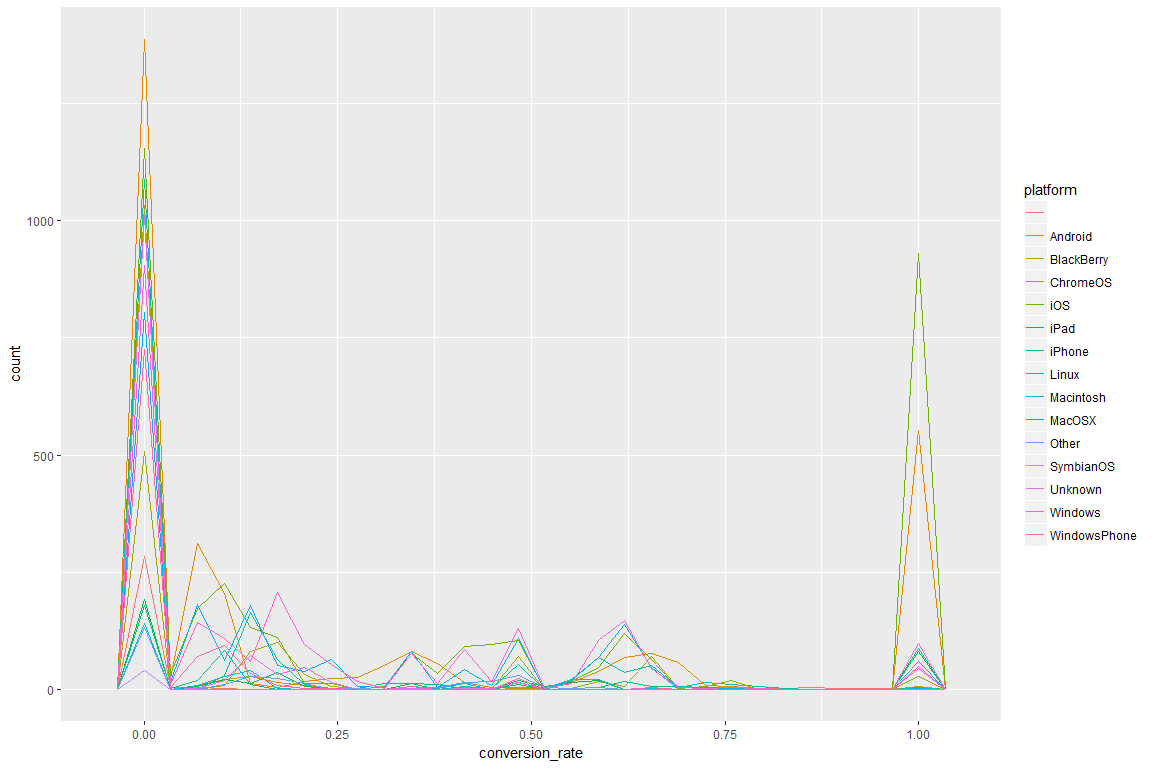 1000
500
0
count
0.00 0.25 0.50 0.75 1.00
conversion_rate
platform
Android
BlackBerry
ChromeOS
iOS
iPad
iPhone
Linux
Macintosh
MacOSX
Other
SymbianOS
Unknown
Windows
WindowsPhone